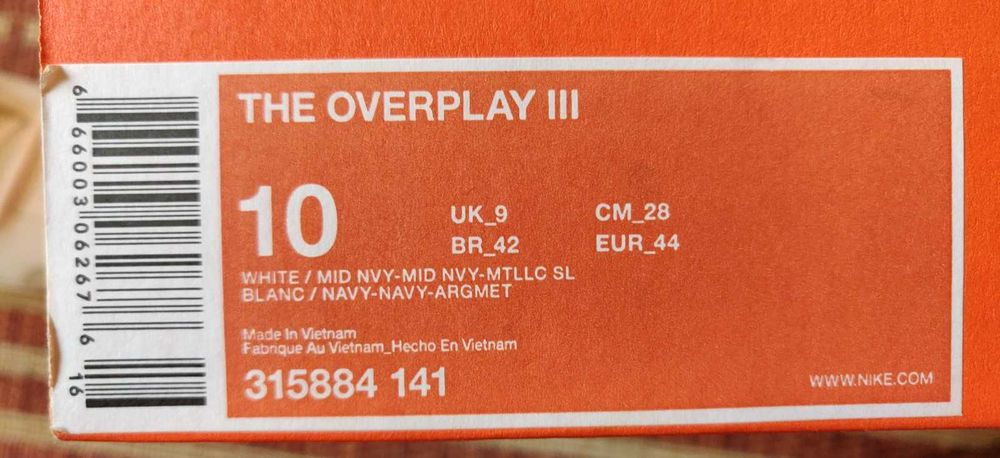 THE OVERPLAY III
10
UK_9 CM_28
BR_42 EUR_44
WHITE / MID NVY-MID NVY-MTLLC SL
BLANC / NAVY-NAVY-ARGMET
Made In Vietnam
Fabrique Au Vietnam_Hecho En Vietnam
315884 141
WWW.NIKE.COM
6 66003 06267 6
16